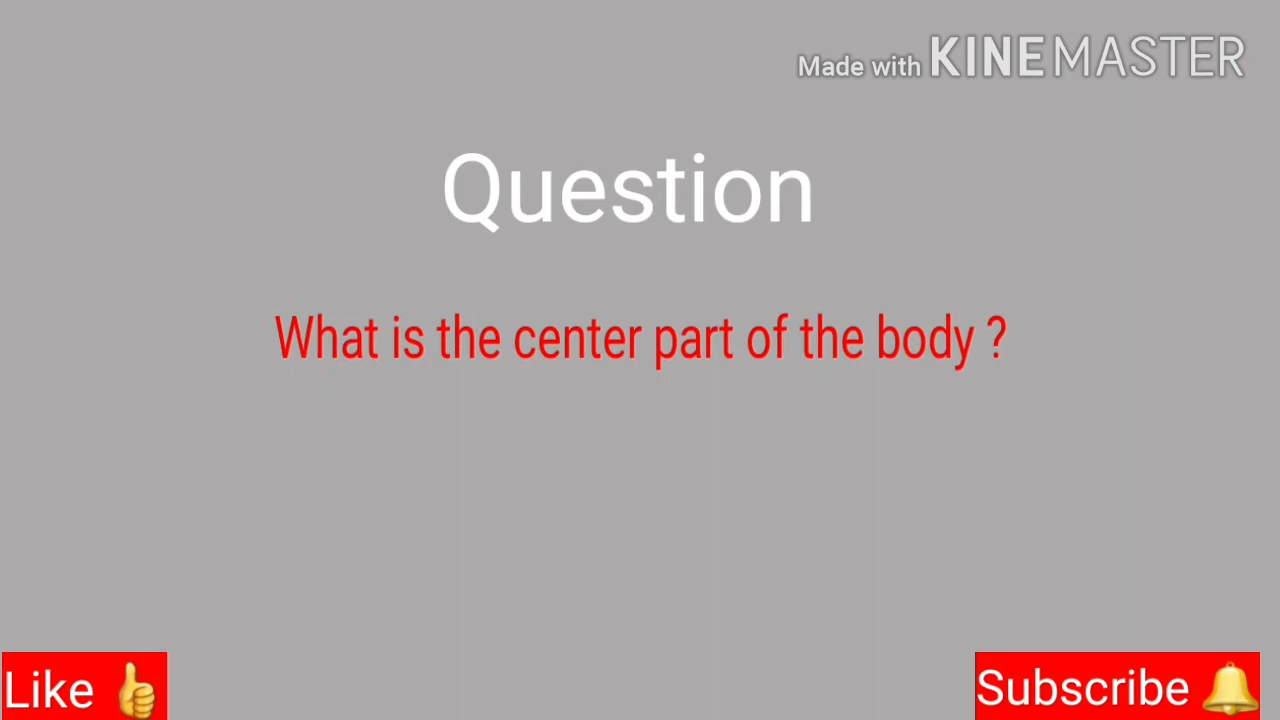 Made with KINEMASTER
Question
What is the center part of the body ?
Like 👍
Subscribe 🔔